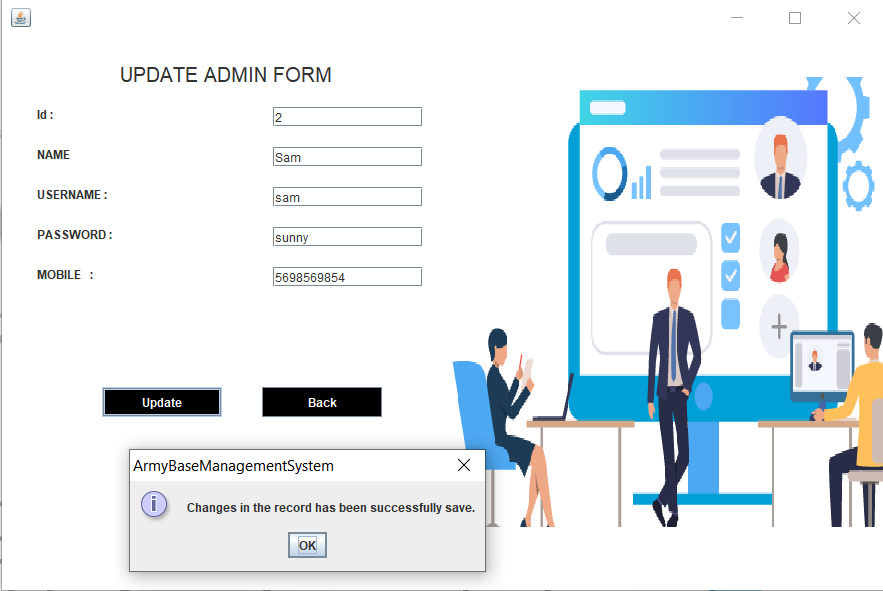 UPDATE ADMIN FORM
Id :
2
NAME
Sam
USERNAME :
sam
PASSWORD :
sunny
MOBILE :
5698569854
Update
Back
ArmyBaseManagementSystem
Changes in the record has been successfully save.
OK